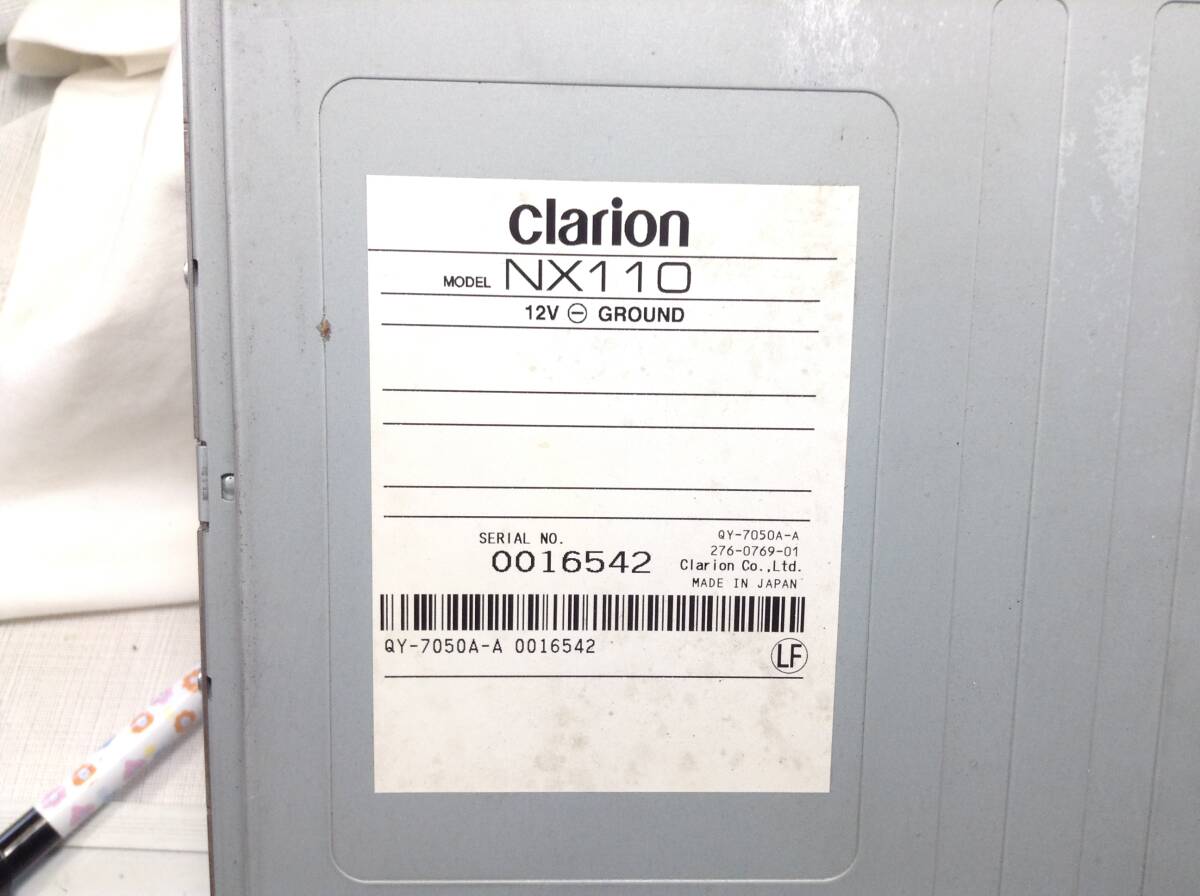 clarion
MODEL NX110
12V ⊖ GROUND
SERIAL NO.
0016542
QY-7050A-A
276-0769-01
Clarion Co.,Ltd.
MADE IN JAPAN
QY-7050A-A 0016542
LF